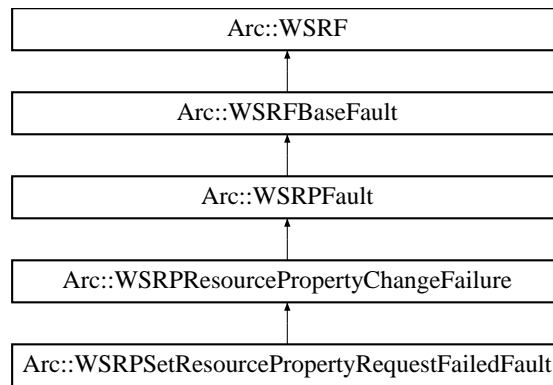 Arc::WSRF
Arc::WSRFBaseFault
Arc::WSRPFault
Arc::WSRPResourcePropertyChangeFailure
Arc::WSRPSetResourcePropertyRequestFailedFault